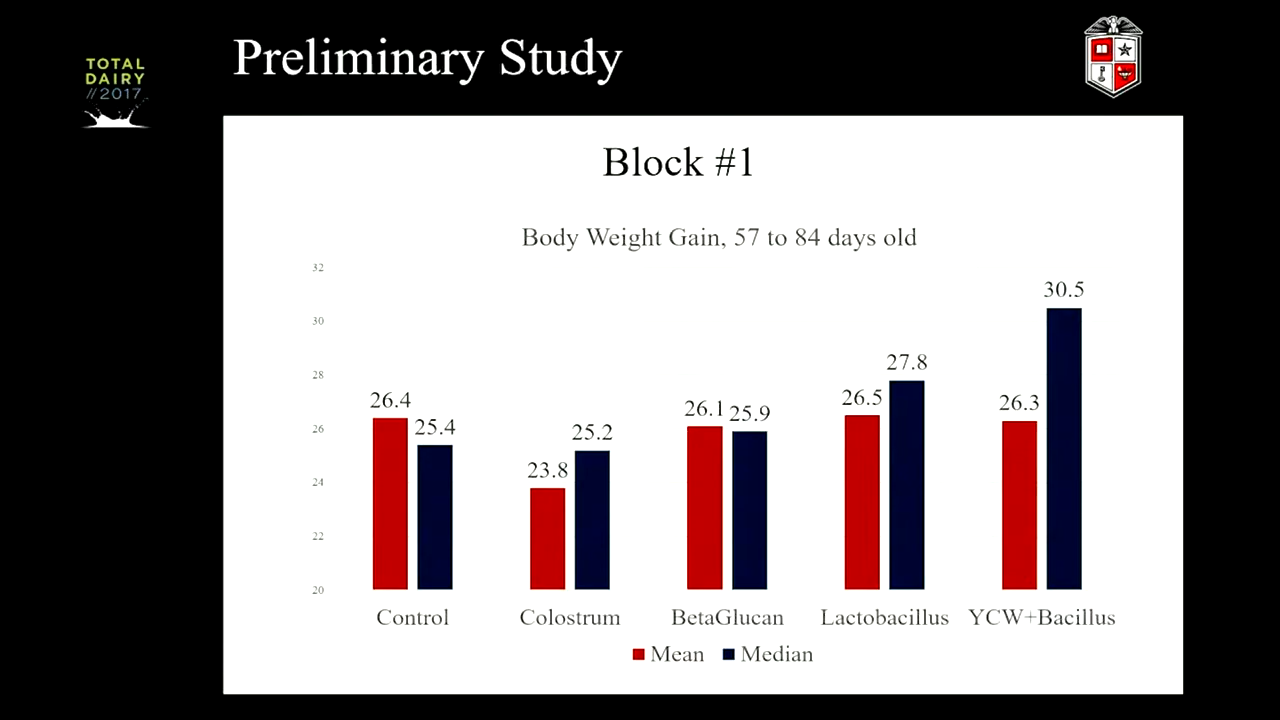 TOTAL
DAIRY
//2017
Preliminary Study
Block #1
Body Weight Gain, 57 to 84 days old
32
30
28
26
24
22
20
26.4
25.4
23.8
25.2
26.1
25.9
26.5
27.8
26.3
30.5
Control
Colostrum
BetaGlucan
Lactobacillus
YCW+Bacillus
Mean
Median